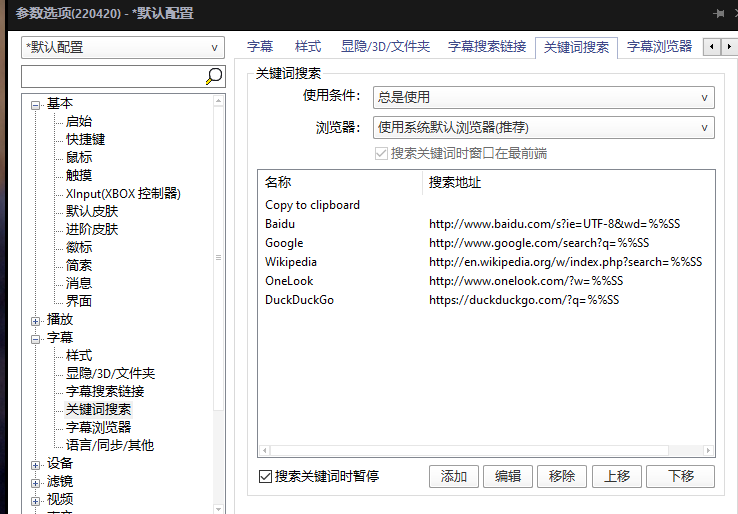 参数选项(220420) - *默认配置
*默认配置
基本
启始
快捷键
鼠标
触摸
XInput(XBOX 控制器)
默认皮肤
进阶皮肤
徽标
简索
消息
界面
播放
字幕
样式
显隐/3D/文件夹
字幕搜索链接
关键词搜索
字幕浏览器
语言/同步/其他
设备
滤镜
视频
字幕 样式 显隐/3D/文件夹 字幕搜索链接 关键词搜索 字幕浏览器
关键词搜索
使用条件: 总是使用
浏览器: 使用系统默认浏览器(推荐)
搜索关键词时窗口在最前端
名称 搜索地址
Copy to clipboard
Baidu http://www.baidu.com/s?ie=UTF-8&wd=%%SS
Google http://www.google.com/search?q=%%SS
Wikipedia http://en.wikipedia.org/w/index.php?search=%%SS
OneLook http://www.onelook.com/?w=%%SS
DuckDuckGo https://duckduckgo.com/?q=%%SS
搜索关键词时暂停 添加 编辑 移除 上移 下移